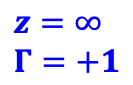 z = ∞
Γ = +1